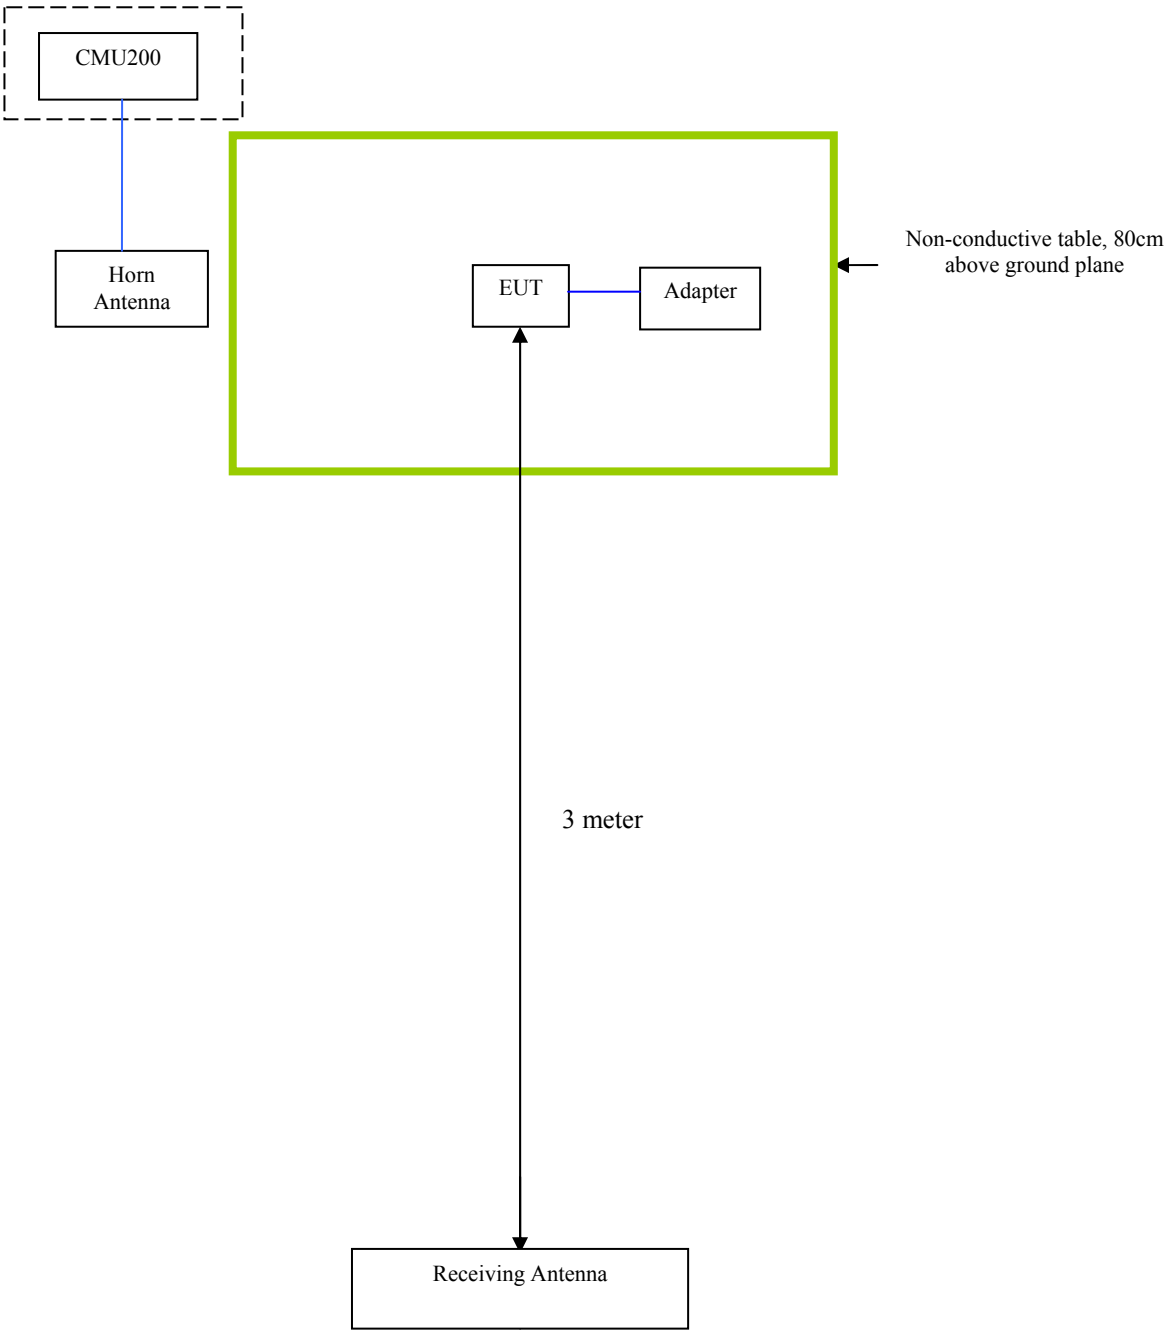 CMU200
Non-conductive table, 80cm
above ground plane
Horn
Antenna
EUT
Adapter
3 meter
Receiving Antenna